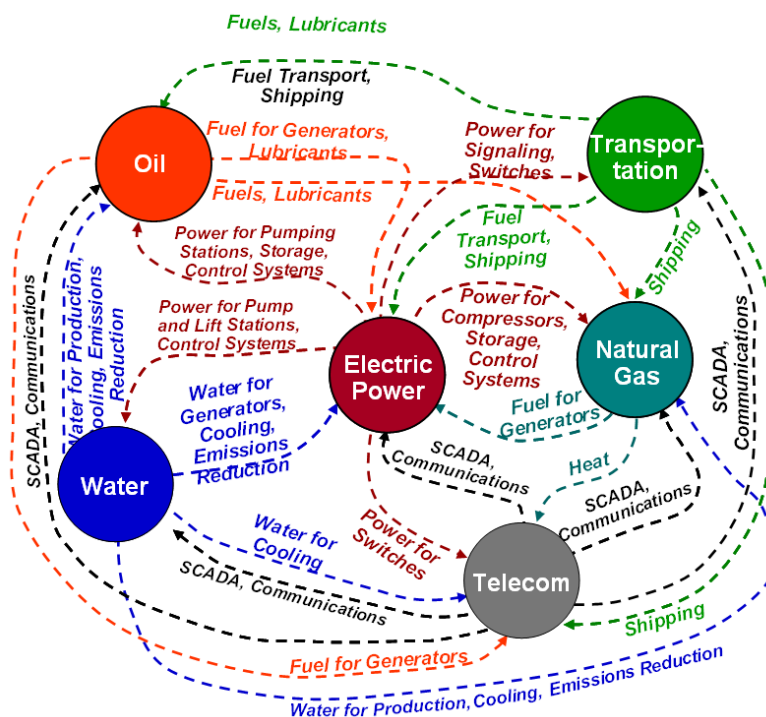 Fuels, Lubricants
Fuel Transport,
Shipping
Oil
Fuel for Generators,
Lubricants
Fuels, Lubricants
Power for
Signaling,
Switches
Transpor-
tation
Fuel
Transport,
Shipping
Shipping
Power for Pumping
Stations, Storage,
Control Systems
Power for Pump
and Lift Stations,
Control Systems
Power for
Compressors,
Storage,
Control
Systems
Electric
Power
Natural
Gas
SCADA,
Communications
SCADA, Communications
Water for Production,
Cooling, Emissions
Reduction
Water for
Generators,
Cooling,
Emissions
Reduction
Fuel for
Generators
SCADA,
Communications
Heat
SCADA,
Communications
Water
Water for
Cooling
Power for
Switches
SCADA, Communications
Telecom
Shipping
Fuel for Generators
Water for Production, Cooling, Emissions Reduction